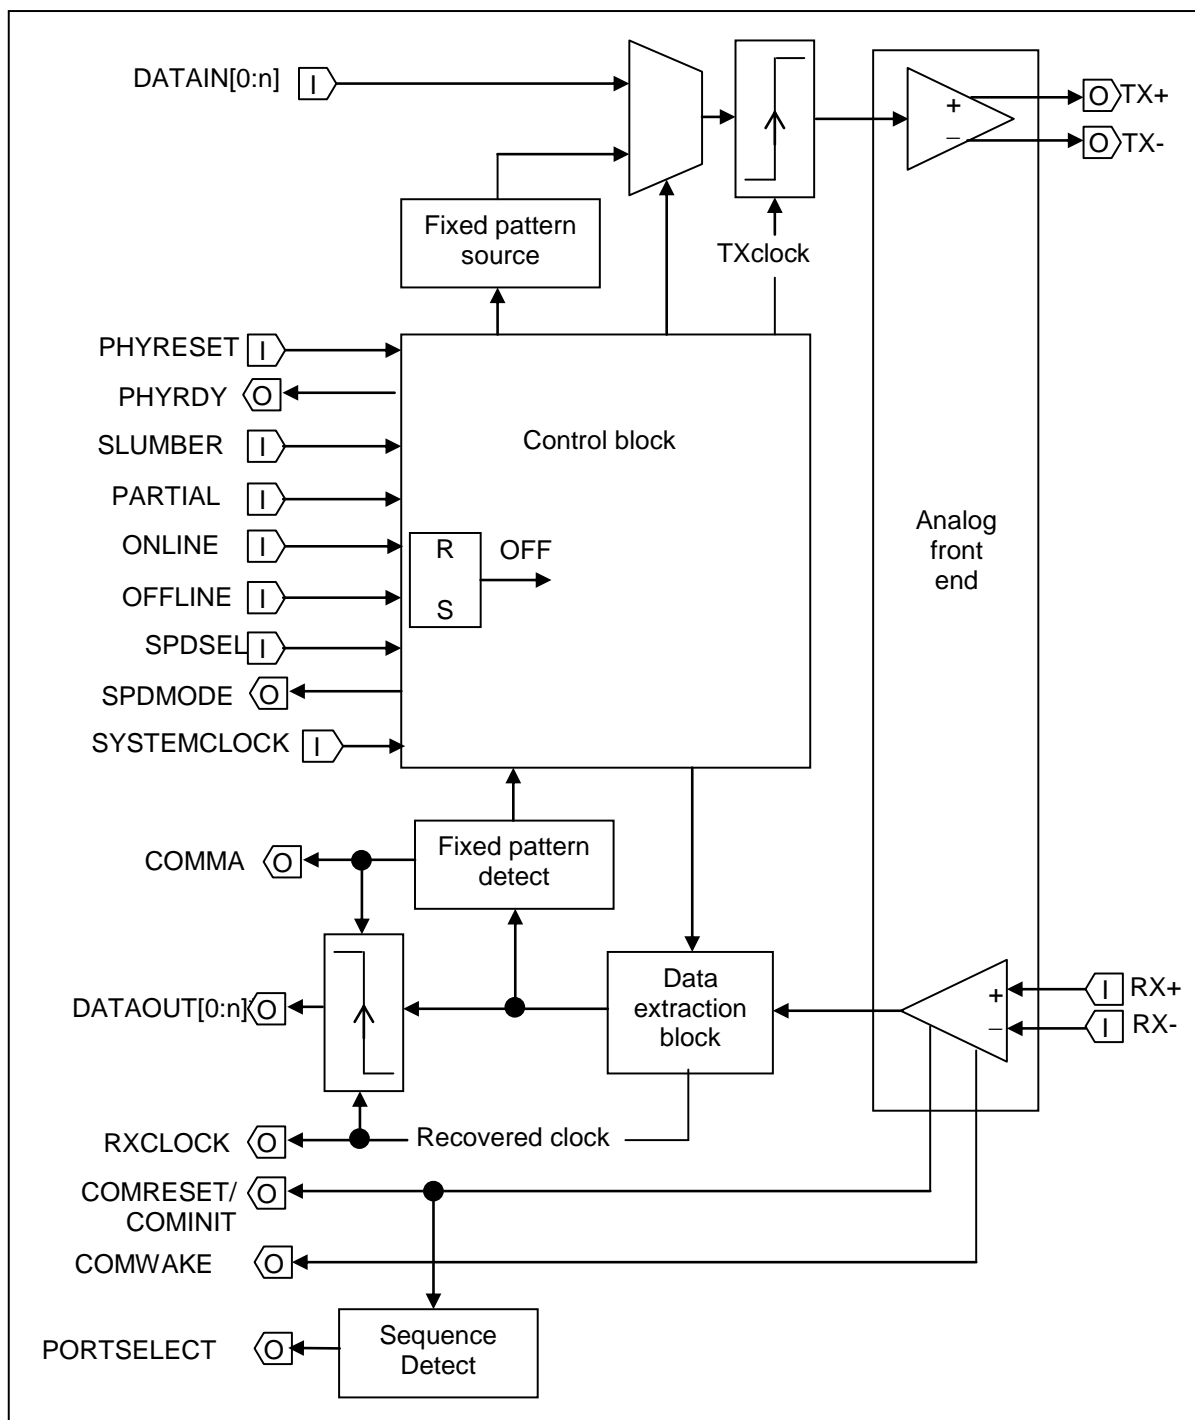 DATAIN[0:n] I
O TX+
O TX-
+
–
Fixed pattern
source
TXclock
PHYRESET I
PHYRDY O
SLUMBER I
PARTIAL I
ONLINE I
OFFLINE I
SPDSEL I
SPDMODE O
SYSTEMCLOCK I
Control block
R
S
OFF
Analog
front
end
COMMA O
Fixed pattern
detect
DATAOUT[0:n] O
Data
extraction
block
+
–
I RX+
I RX-
RXCLOCK O
Recovered clock
COMRESET/ O
COMINIT
COMWAKE O
PORTSELECT O
Sequence
Detect